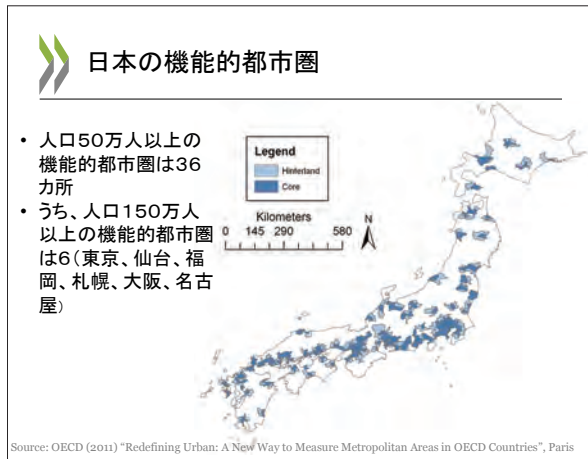 日本の機能的都市圏
• 人口50万人以上の
機能的都市圏は36
カ所
• うち、人口150万人
以上の機能的都市圏
は6(東京、仙台、福
岡、札幌、大阪、名古
屋)
Legend
Hinterland
Core
Kilometers
0 145 290 580
N
Source: OECD (2011) “Redefining Urban: A New Way to Measure Metropolitan Areas in OECD Countries”, Paris